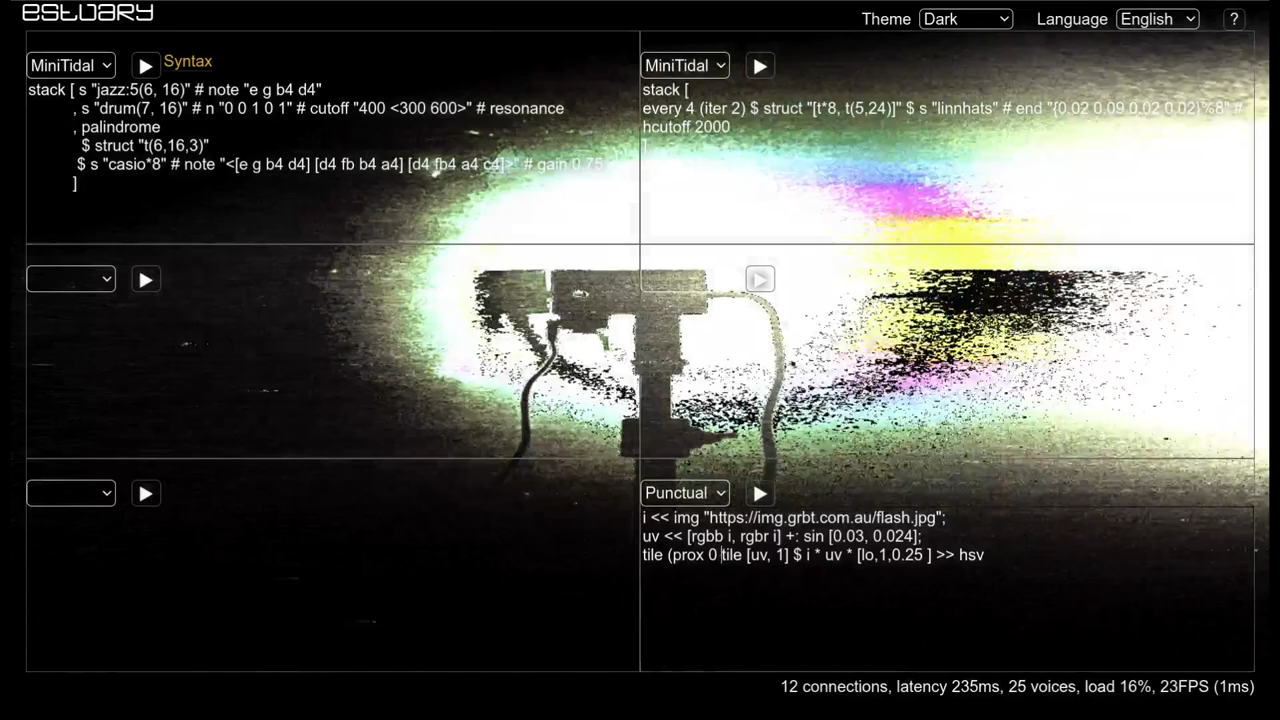 estuary
Theme Dark Language English ?
MiniTidal Syntax
stack [ s "jazz:5(6, 16)" # note "e g b4 d4"
, s "drum(7, 16)" # n "0 0 1 0 1" # cutoff "400 <300 600>" # resonance
, palindrome
$ struct "t(6,16,3)"
$ s "casio*8" # note "<[e g b4 d4] [d4 fb b4 a4] [d4 fb4 a4 c4]>" # gain 0.75
]
MiniTidal
stack [
every 4 (iter 2) $ struct "[t*8, t(5,24)]" $ s "linnhats" # end "{0.02 0.09 0.02 0.02}%8" #
hcutoff 2000
]
Punctual
i << img "https://img.grbt.com.au/flash.jpg";
uv << [rgbb i, rgbr i] +: sin [0.03, 0.024];
tile (prox 0 tile [uv, 1] $ i * uv * [lo,1,0.25 ] >> hsv
12 connections, latency 235ms, 25 voices, load 16%, 23FPS (1ms)